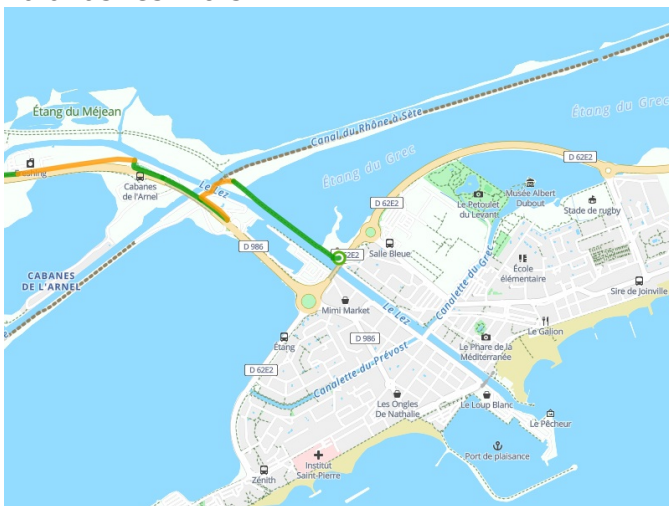 Étang du Méjean
Canal du Rhône à Sète
Étang du Grec
Étang du Grec
D 62E2
Le Lez
Cabanes
de l'Arnel
Le Petoulet
du Levant
Musée Albert
Dubout
Stade de rugby
D 62E2
D 986
Salle Bleue
École
élémentaire
CABANES
DE L'ARNEL
Mimi Market
Le Lez
Canalette du Grec
Sire de Joinville
Étang
D 986
Le Galion
Le Phare de la
Méditerranée
D 62E2
Canalette du Prévost
Les Ongles
De Nathalie
Le Loup Blanc
Le Pêcheur
Zénith
Institut
Saint-Pierre
Port de plaisance